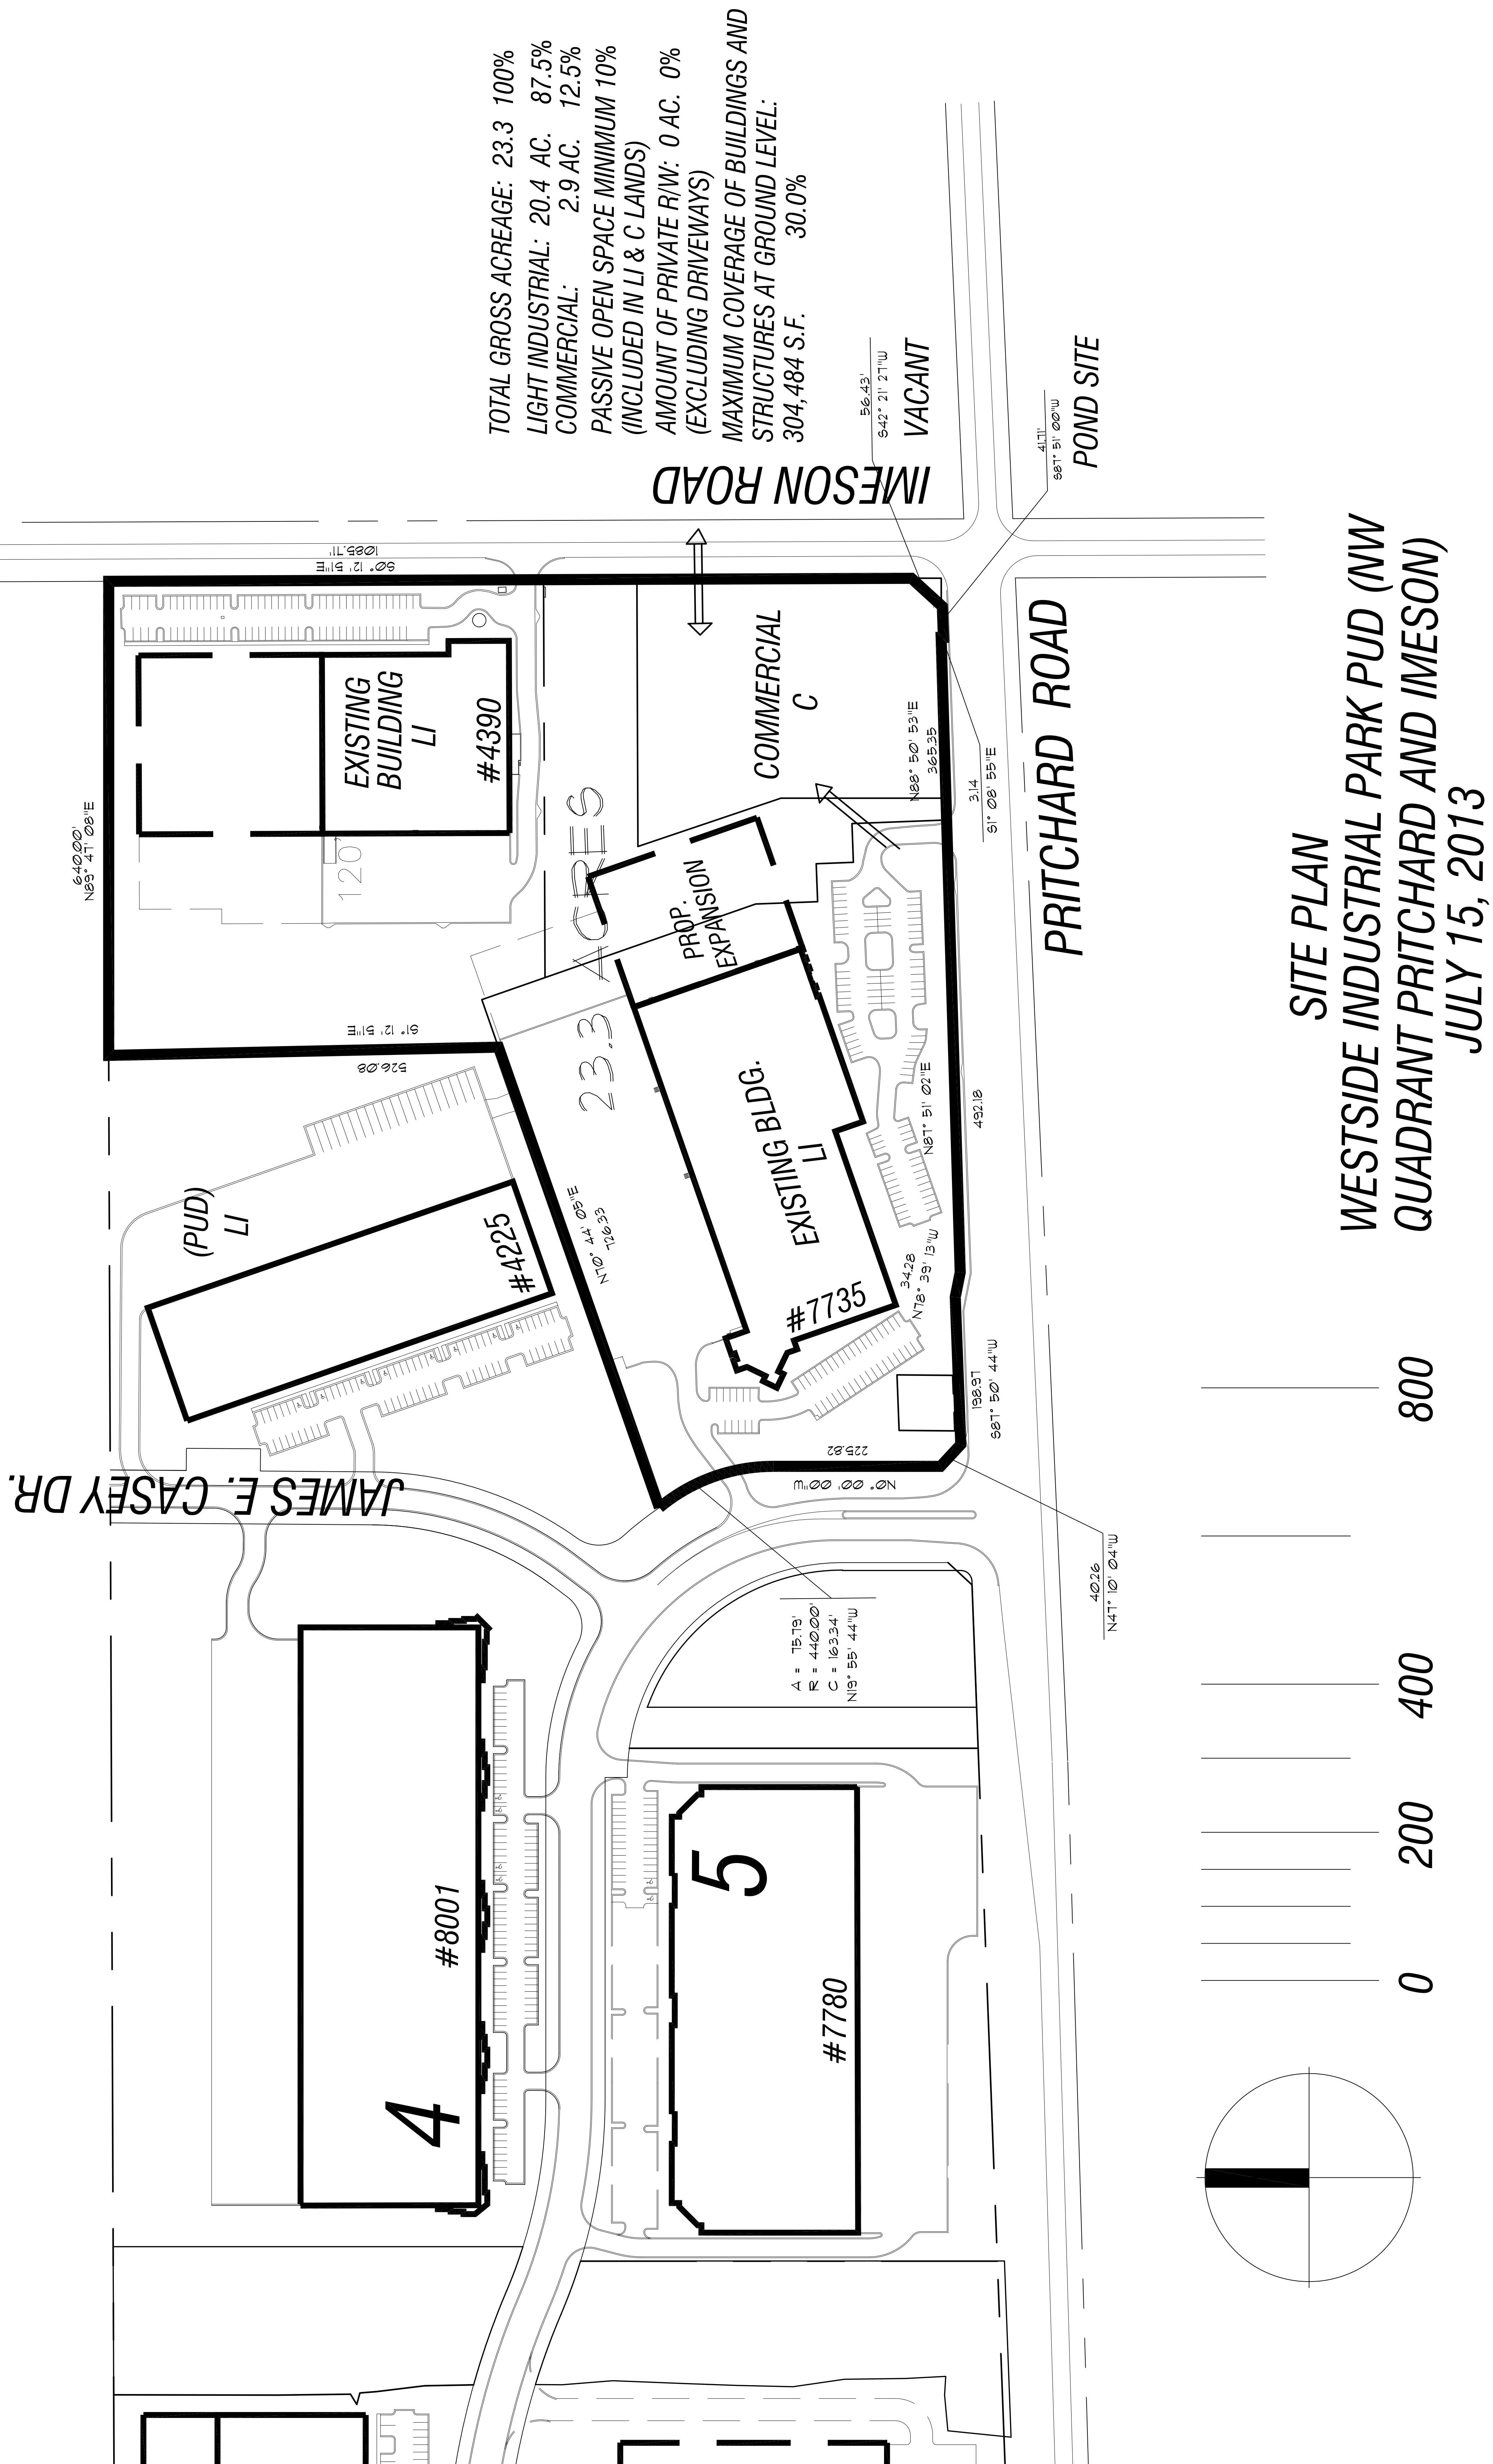 TOTAL GROSS ACREAGE: 23.3 100%
LIGHT INDUSTRIAL: 20.4 AC. 87.5%
COMMERCIAL: 2.9 AC. 12.5%
PASSIVE OPEN SPACE MINIMUM 10%
(INCLUDED IN LI & C LANDS)
AMOUNT OF PRIVATE R/W: 0 AC. 0%
(EXCLUDING DRIVEWAYS)
MAXIMUM COVERAGE OF BUILDINGS AND
STRUCTURES AT GROUND LEVEL:
304,484 S.F. 30.0%
56.43'
S42° 21' 27"W
VACANT
41.71'
S87° 51' 00"W
POND SITE
IMESON ROAD
1085.71'
S0° 12' 51"E
640.00'
N89° 47' 08"E
EXISTING
BUILDING
LI
#4390
120'
COMMERCIAL
C
N88° 50' 53"E
365.35
3.14
S1° 08' 55"E
PRITCHARD ROAD
23.3 ACRES
PROP.
EXPANSION
S1° 12' 51"E
526.08
EXISTING BLDG.
LI
#7735
N87° 51' 02"E
492.18
N70° 44' 05"E
726.33
34.28
N78° 39' 13"W
198.97
S87° 50' 44"W
225.82
N0° 00' 00"W
40.26
N47° 10' 04"W
A = 75.79'
R = 440.00'
C = 163.34'
N19° 55' 44"W
(PUD)
LI
#4225
JAMES E. CASEY DR.
#8001
4
5
#7780
SITE PLAN
WESTSIDE INDUSTRIAL PARK PUD (NW
QUADRANT PRITCHARD AND IMESON)
JULY 15, 2013
0 200 400 800